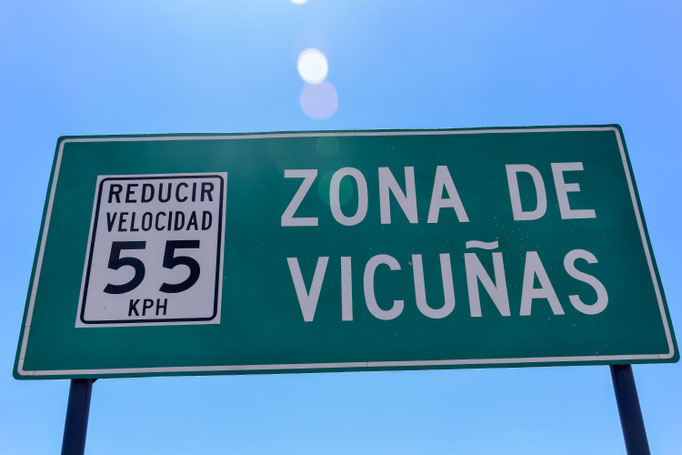 REDUCIR
VELOCIDAD
55
KPH
ZONA DE
VICUÑAS